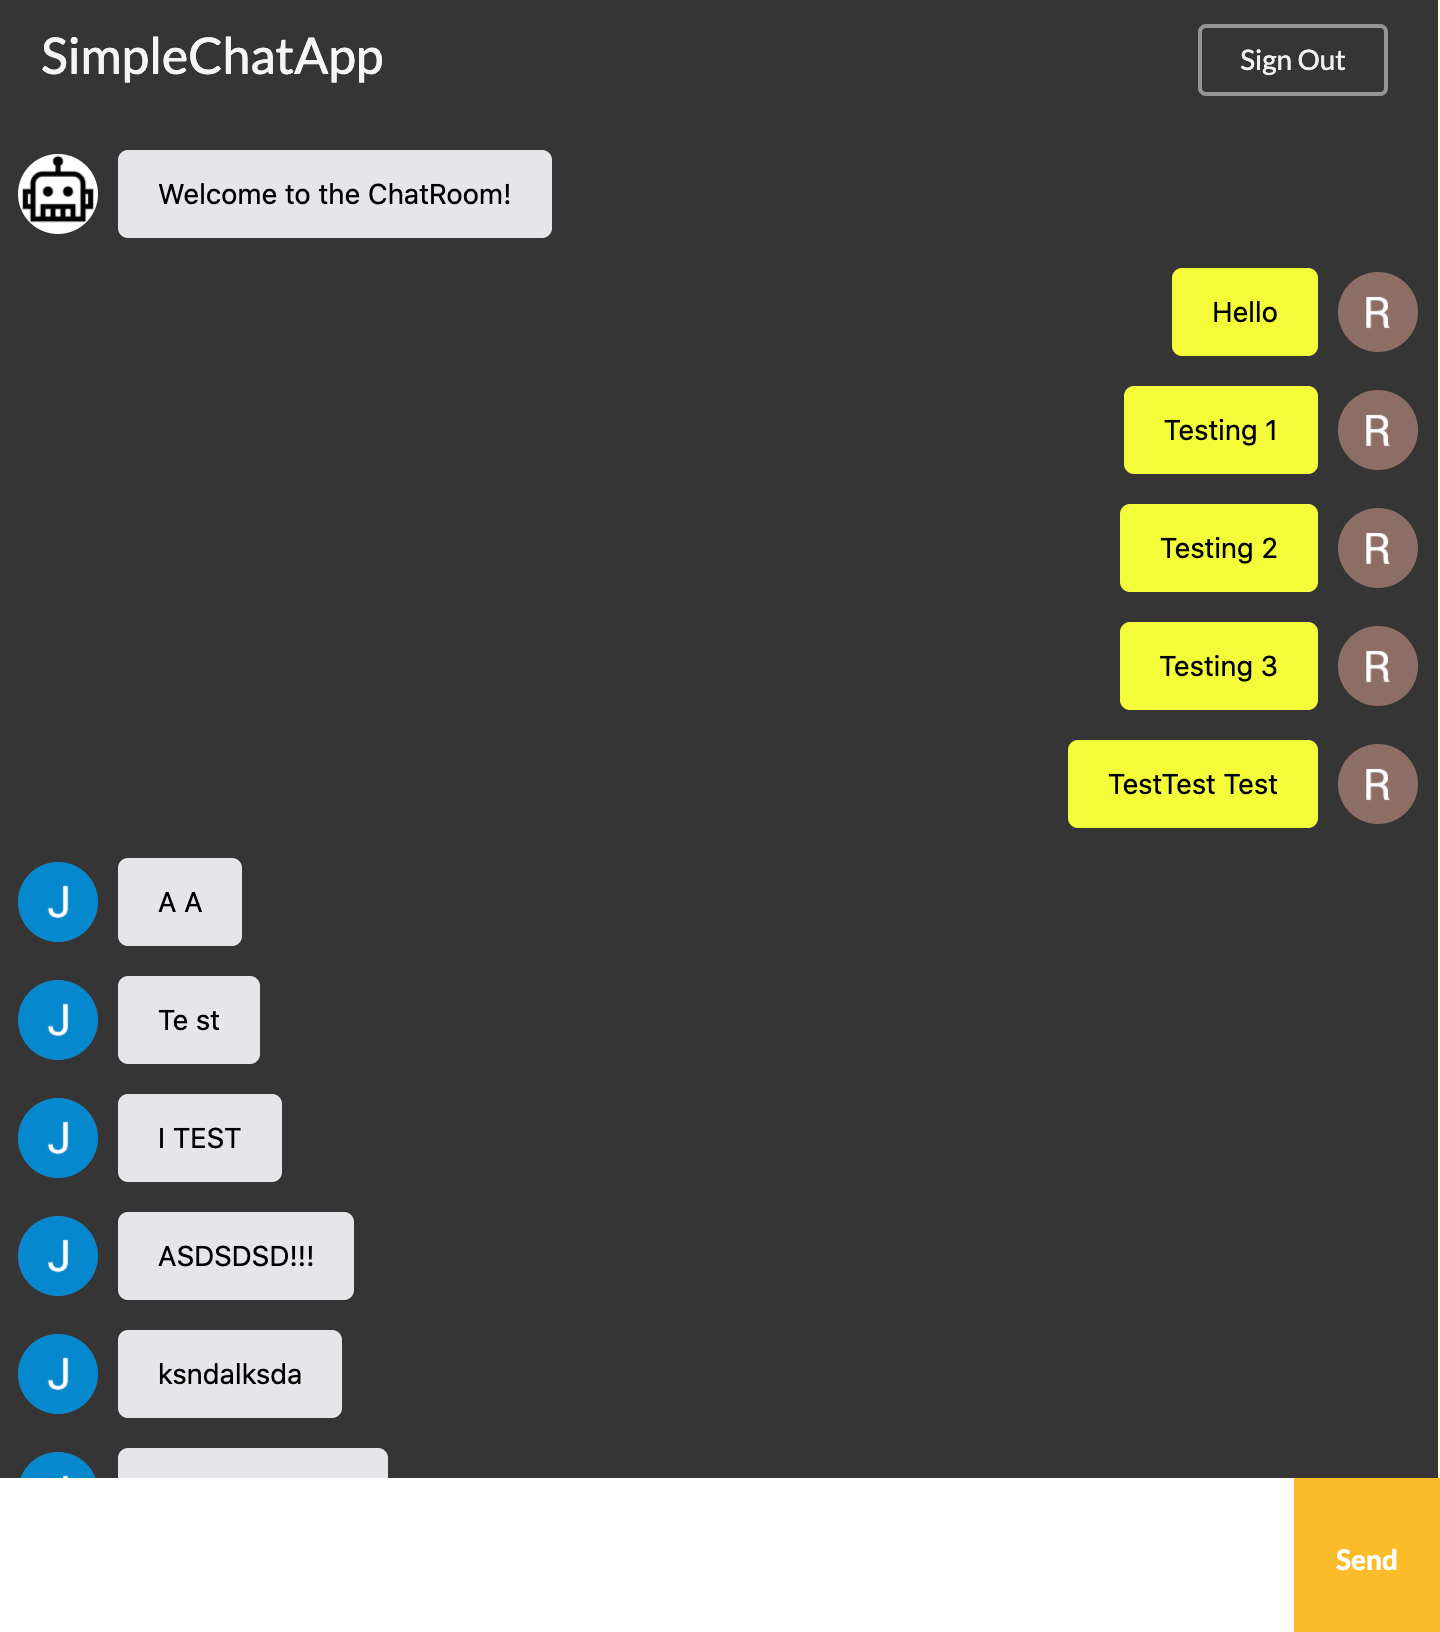 SimpleChatApp
Sign Out
Welcome to the ChatRoom!
Hello
R
Testing 1
R
Testing 2
R
Testing 3
R
TestTest Test
R
J
A A
J
Te st
J
I TEST
J
ASDSDSD!!!
J
ksndalksda
Send